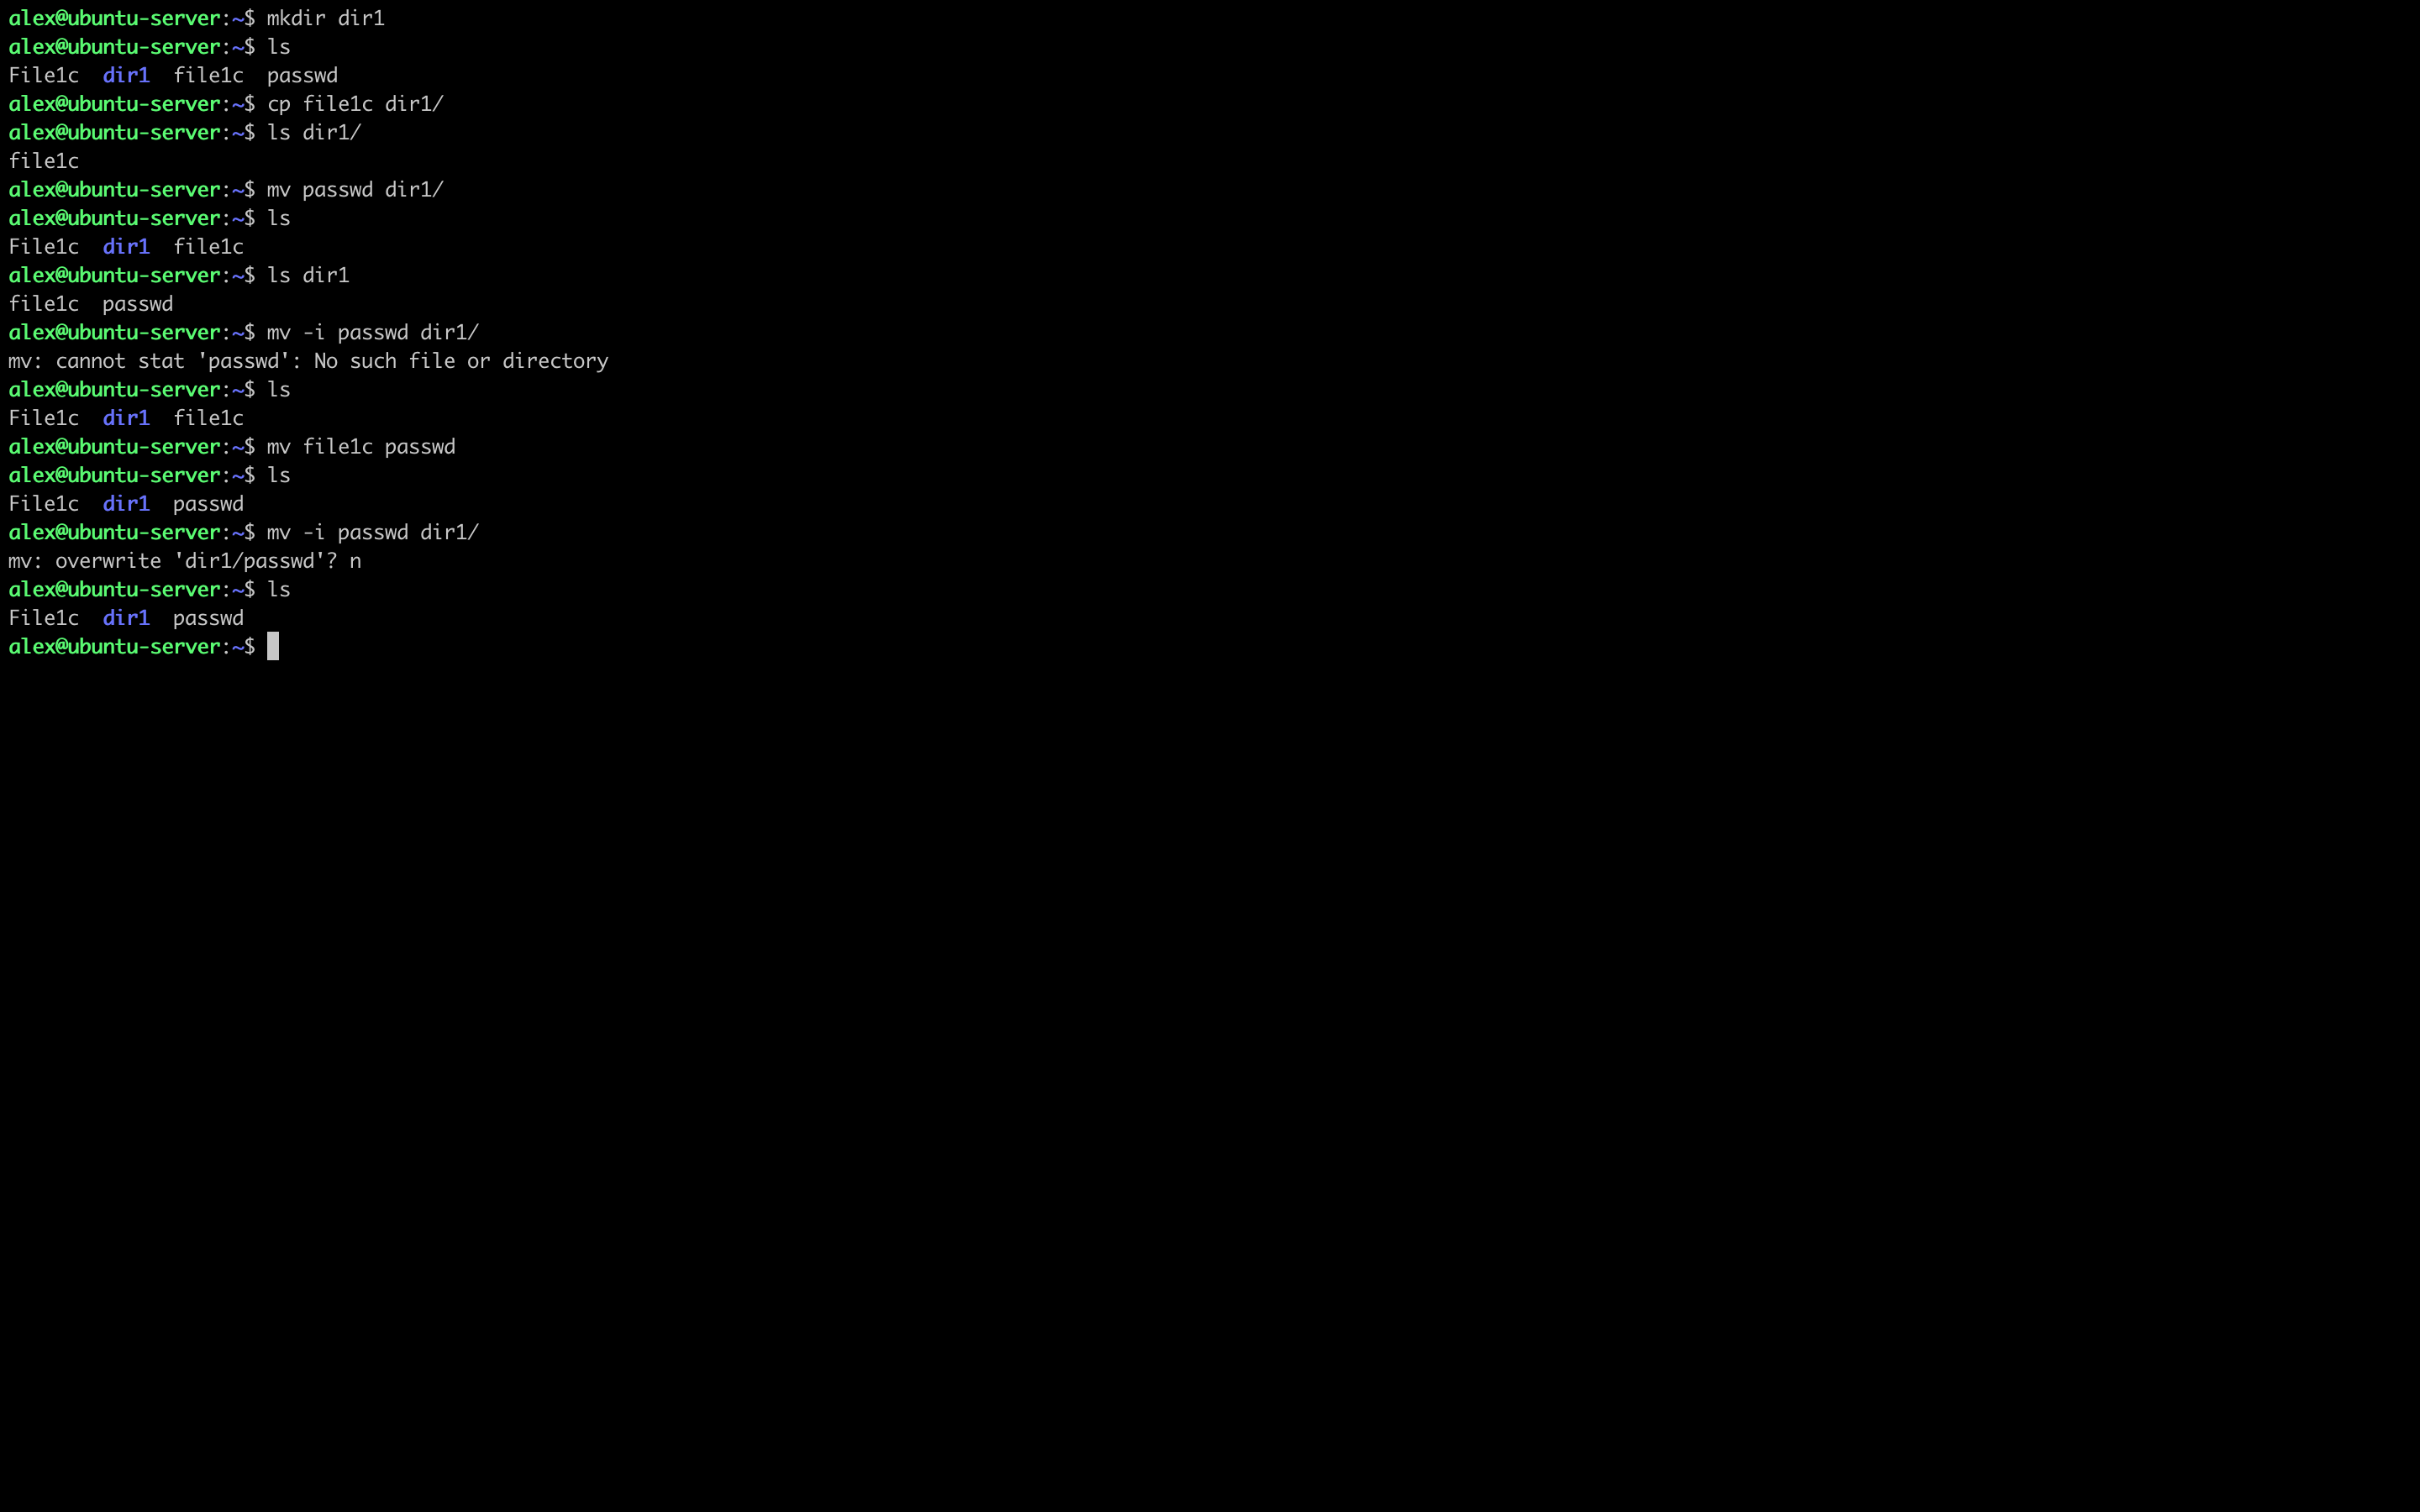 alex@ubuntu-server:~$ mkdir dir1
alex@ubuntu-server:~$ ls
File1c  dir1  file1c  passwd
alex@ubuntu-server:~$ cp file1c dir1/
alex@ubuntu-server:~$ ls dir1/
file1c
alex@ubuntu-server:~$ mv passwd dir1/
alex@ubuntu-server:~$ ls
File1c  dir1  file1c
alex@ubuntu-server:~$ ls dir1
file1c  passwd
alex@ubuntu-server:~$ mv -i passwd dir1/
mv: cannot stat 'passwd': No such file or directory
alex@ubuntu-server:~$ ls
File1c  dir1  file1c
alex@ubuntu-server:~$ mv file1c passwd
alex@ubuntu-server:~$ ls
File1c  dir1  passwd
alex@ubuntu-server:~$ mv -i passwd dir1/
mv: overwrite 'dir1/passwd'? n
alex@ubuntu-server:~$ ls
File1c  dir1  passwd
alex@ubuntu-server:~$